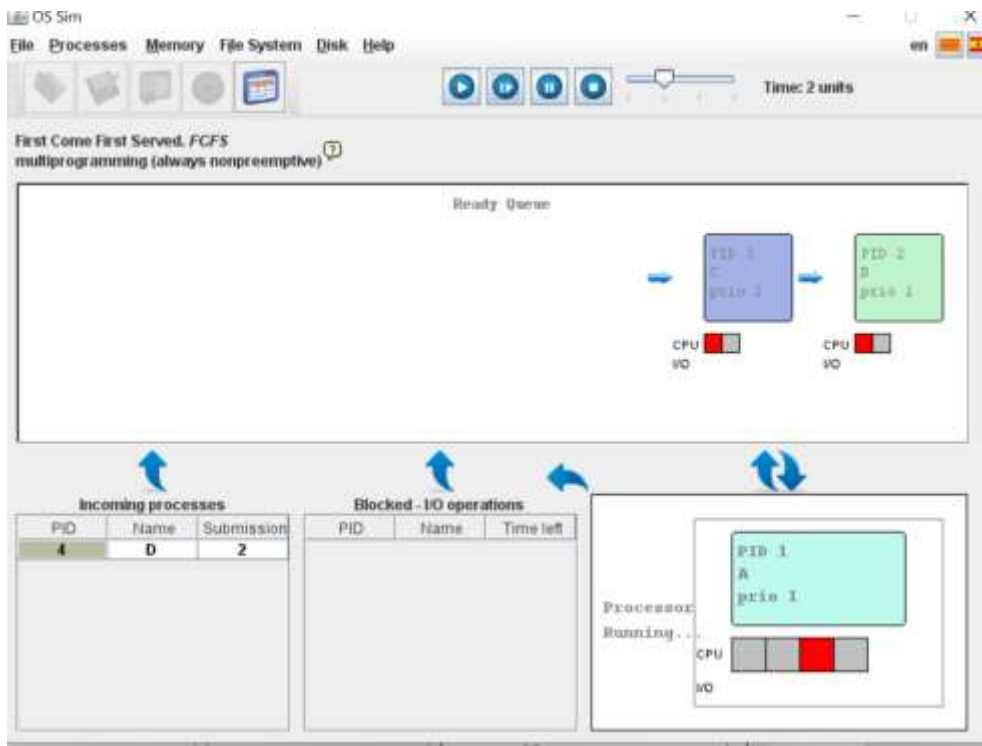 OS Sim
File Processes Memory File System Disk Help
en
Time: 2 units
First Come First Served. FCFS
multiprogramming (always nonpreemptive)
?
Ready Queue
PID 3
C
prio 1
PID 2
B
prio 1
CPU
I/O
CPU
I/O
Incoming processes
PID Name Submission
4 D 2
Blocked - I/O operations
PID Name Time left
PID 1
A
prio 1
Processor
Running...
CPU
I/O